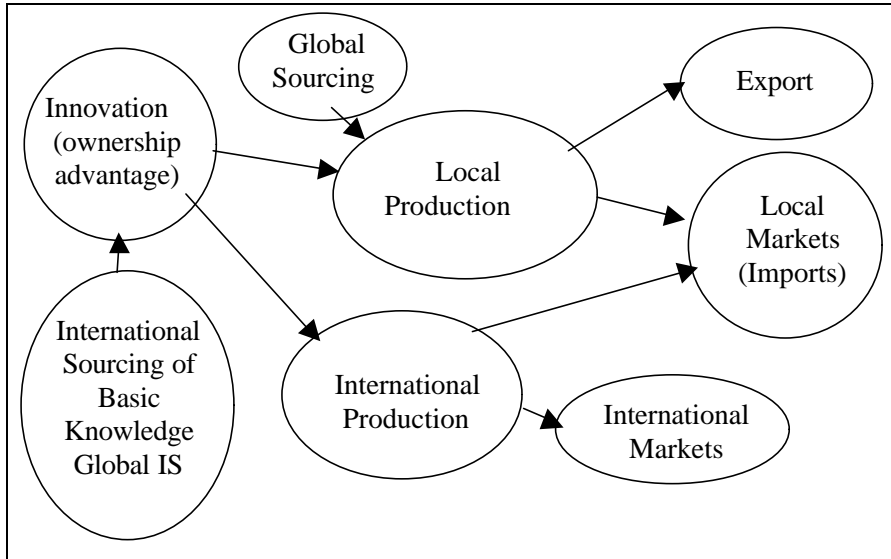 Innovation
(ownership
advantage)
Global
Sourcing
Local
Production
Export
Local
Markets
(Imports)
International
Sourcing of
Basic
Knowledge
Global IS
International
Production
International
Markets